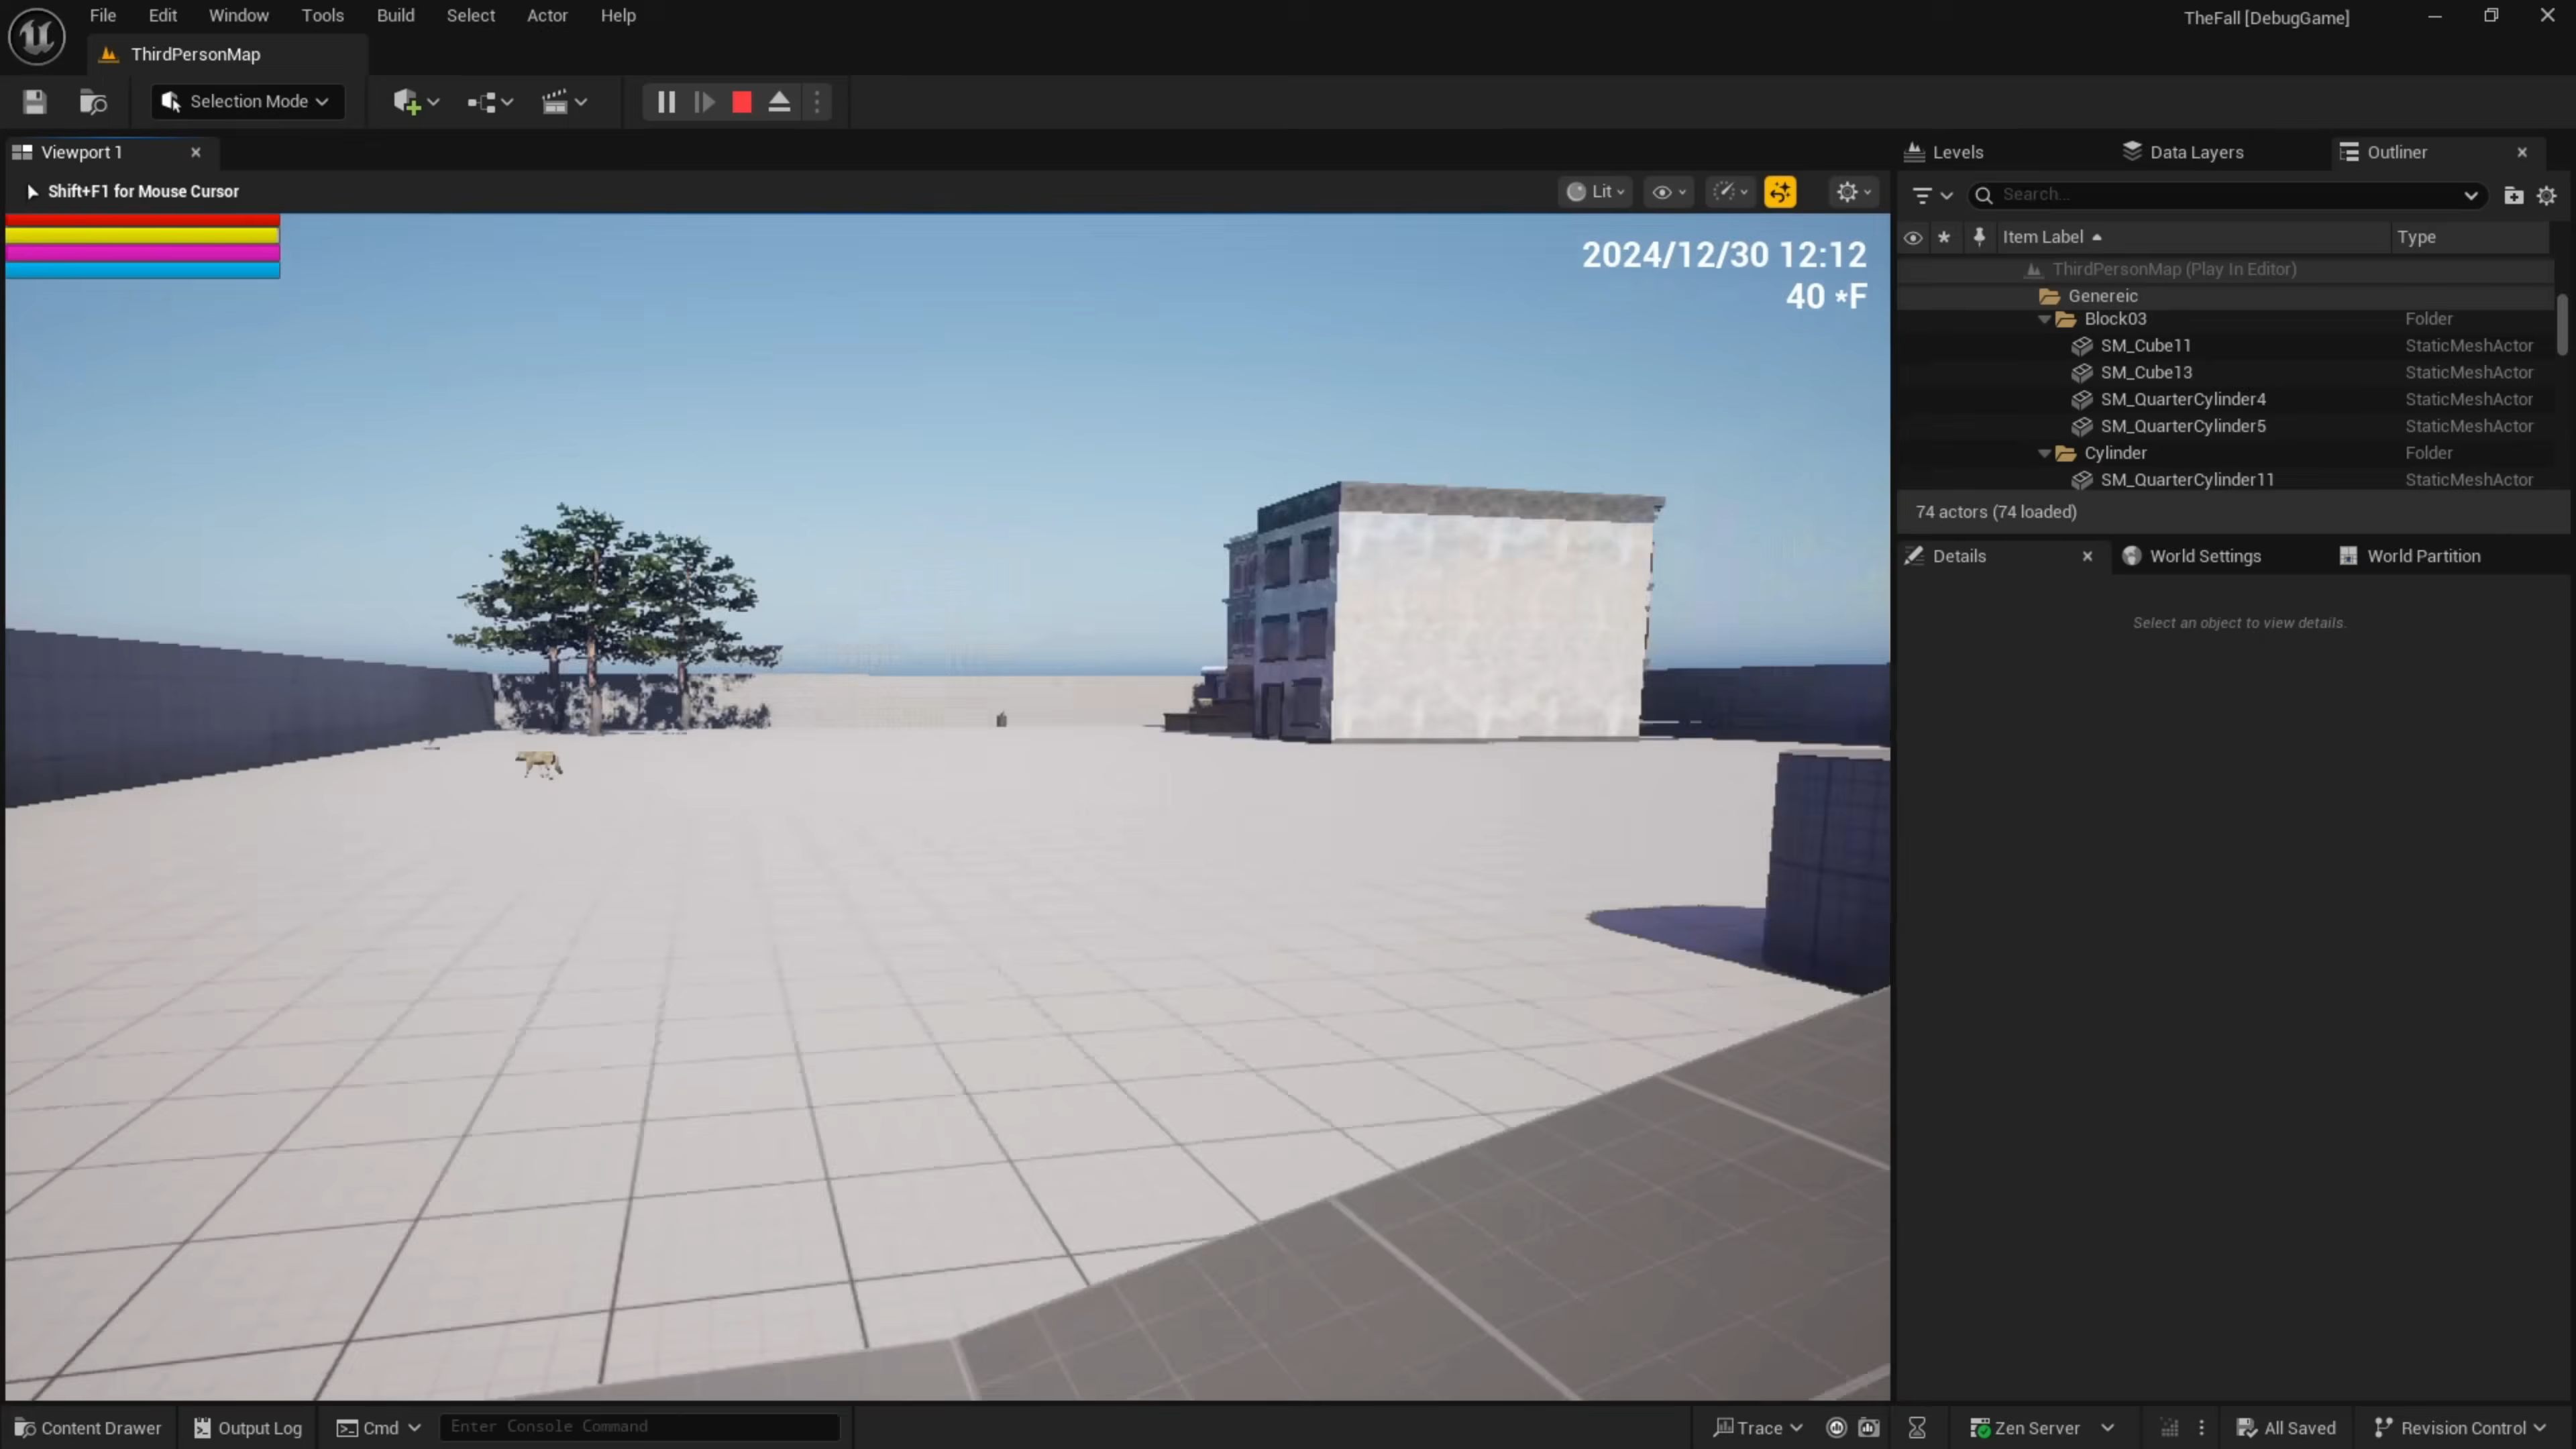 File Edit Window Tools Build Select Actor Help
TheFall [DebugGame]
ThirdPersonMap
Selection Mode
Viewport 1
Levels Data Layers Outliner
Shift+F1 for Mouse Cursor
Lit
Search...
Item Label Type
2024/12/30 12:12
40 *F
ThirdPersonMap (Play In Editor)
Genereic
Block03 Folder
SM_Cube11 StaticMeshActor
SM_Cube13 StaticMeshActor
SM_QuarterCylinder4 StaticMeshActor
SM_QuarterCylinder5 StaticMeshActor
Cylinder Folder
SM_QuarterCylinder11 StaticMeshActor
74 actors (74 loaded)
Details World Settings World Partition
Select an object to view details.
Content Drawer Output Log Cmd Enter Console Command Trace Zen Server All Saved Revision Control